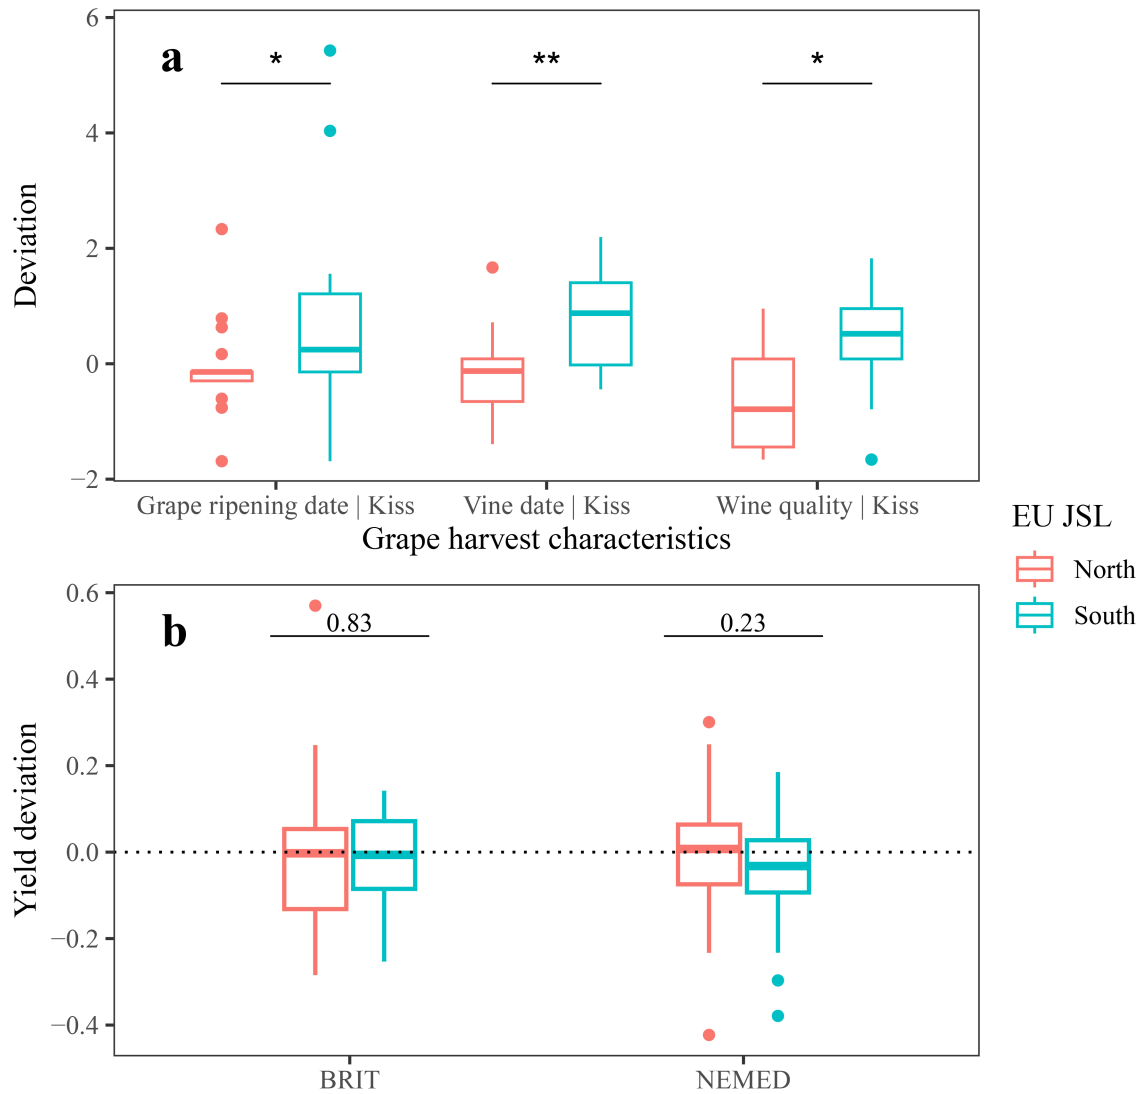 a
* ** *
6
4
2
0
−2
Deviation
Grape ripening date | Kiss Vine date | Kiss Wine quality | Kiss
Grape harvest characteristics
EU JSL
North
South
b
0.83 0.23
0.6
0.4
0.2
0.0
−0.2
−0.4
Yield deviation
BRIT NEMED